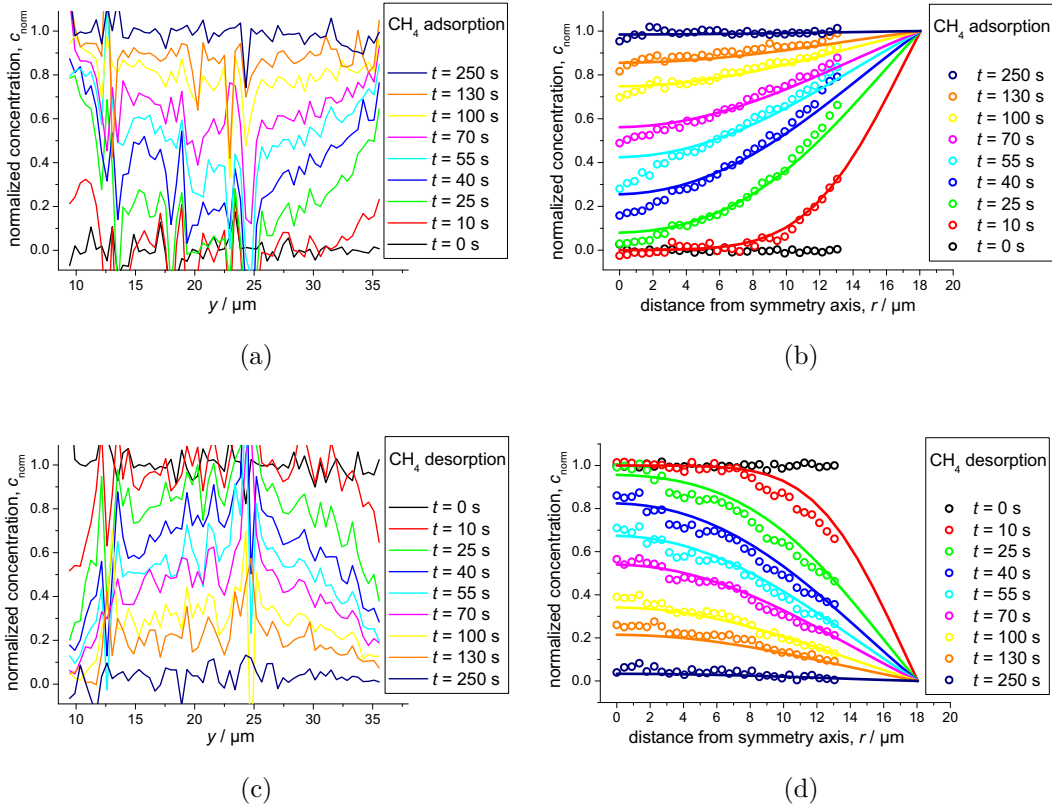 CH4 adsorption
normalized concentration, cnorm
1.0
0.8
0.6
0.4
0.2
0.0
t = 250 s
t = 130 s
t = 100 s
t = 70 s
t = 55 s
t = 40 s
t = 25 s
t = 10 s
t = 0 s
10 15 20 25 30 35
y / µm
(a)
CH4 adsorption
normalized concentration, cnorm
1.0
0.8
0.6
0.4
0.2
0.0
t = 250 s
t = 130 s
t = 100 s
t = 70 s
t = 55 s
t = 40 s
t = 25 s
t = 10 s
t = 0 s
0 2 4 6 8 10 12 14 16 18 20
distance from symmetry axis, r / µm
(b)
CH4 desorption
normalized concentration, cnorm
1.0
0.8
0.6
0.4
0.2
0.0
t = 0 s
t = 10 s
t = 25 s
t = 40 s
t = 55 s
t = 70 s
t = 100 s
t = 130 s
t = 250 s
10 15 20 25 30 35
y / µm
(c)
CH4 desorption
normalized concentration, cnorm
1.0
0.8
0.6
0.4
0.2
0.0
t = 0 s
t = 10 s
t = 25 s
t = 40 s
t = 55 s
t = 70 s
t = 100 s
t = 130 s
t = 250 s
0 2 4 6 8 10 12 14 16 18 20
distance from symmetry axis, r / µm
(d)